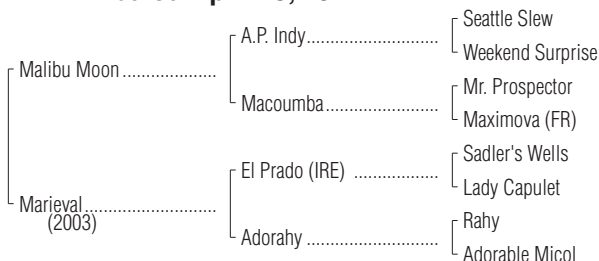 Seattle Slew
A.P. Indy
Weekend Surprise
Malibu Moon
Mr. Prospector
Macoumba
Maximova (FR)
Sadler's Wells
El Prado (IRE)
Lady Capulet
Marieval
(2003)
Rahy
Adorahy
Adorable Micol